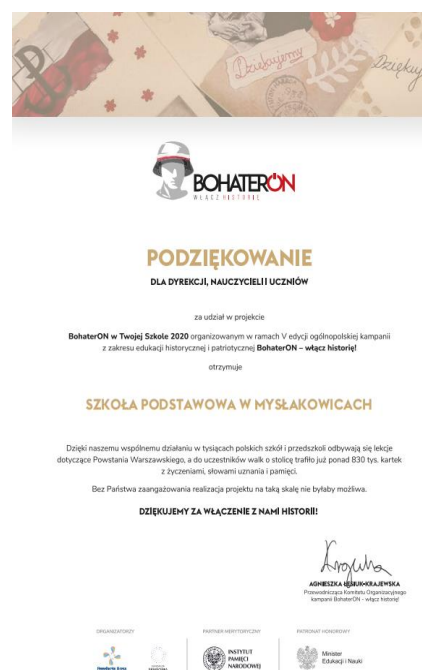 Dziękujemy
BOHATERON
WŁĄCZ HISTORIĘ
PODZIĘKOWANIE
DLA DYREKCJI, NAUCZYCIELI I UCZNIÓW
za udział w projekcie
BohaterON w Twojej Szkole 2020 organizowanym w ramach V edycji ogólnopolskiej kampanii
z zakresu edukacji historycznej i patriotycznej BohaterON – włącz historię!
otrzymuje
SZKOŁA PODSTAWOWA W MYSŁAKOWICACH
Dzięki naszemu wspólnemu działaniu w tysiącach polskich szkół i przedszkoli odbywają się lekcje
dotyczące Powstania Warszawskiego, a do uczestników walk o stolicę trafiło już ponad 830 tys. kartek
z życzeniami, słowami uznania i pamięci.
Bez Państwa zaangażowania realizacja projektu na taką skalę nie byłaby możliwa.
DZIĘKUJEMY ZA WŁĄCZENIE Z NAMI HISTORII!
AGNIESZKA ŁĘSIUK-KRAJEWSKA
Przewodnicząca Komitetu Organizacyjnego
kampanii BohaterON - włącz historię!
ORGANIZATORZY
PARTNER MERYTORYCZNY
PATRONAT HONOROWY
INSTYTUT
PAMIĘCI
NARODOWEJ
Minister
Edukacji i Nauki